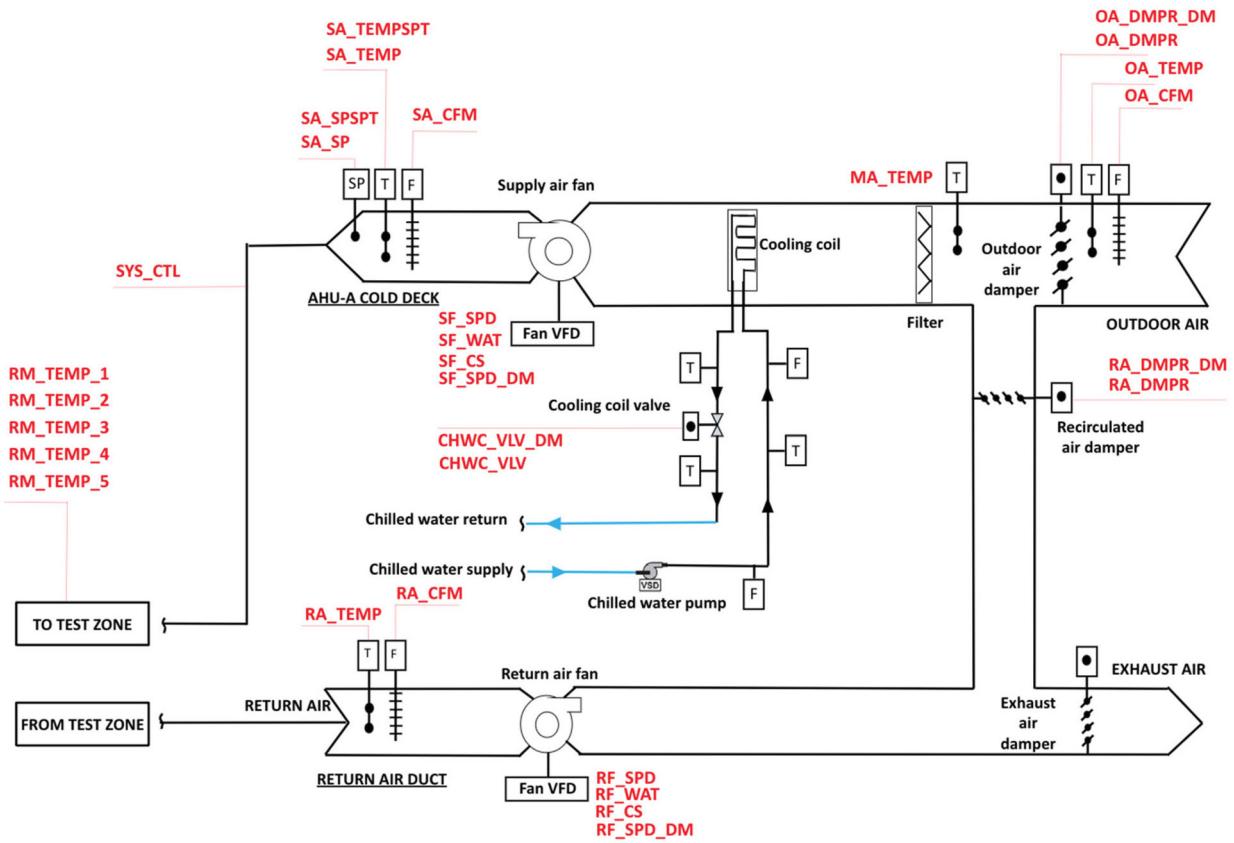 SA_TEMPSPT
SA_TEMP
SA_SPSPT
SA_SP
SA_CFM
OA_DMPR_DM
OA_DMPR
OA_TEMP
OA_CFM
MA_TEMP
SP
T
F
Supply air fan
T
T
F
Cooling coil
Outdoor
air
damper
SYS_CTL
AHU-A COLD DECK
Fan VFD
SF_SPD
SF_WAT
SF_CS
SF_SPD_DM
Filter
OUTDOOR AIR
RM_TEMP_1
RM_TEMP_2
RM_TEMP_3
RM_TEMP_4
RM_TEMP_5
T
F
RA_DMPR_DM
RA_DMPR
Cooling coil valve
CHWC_VLV_DM
CHWC_VLV
T
T
Recirculated
air damper
Chilled water return
Chilled water supply
VSD
Chilled water pump
F
TO TEST ZONE
RA_TEMP
RA_CFM
T
F
Return air fan
EXHAUST AIR
FROM TEST ZONE
RETURN AIR
Exhaust
air
damper
RETURN AIR DUCT
Fan VFD
RF_SPD
RF_WAT
RF_CS
RF_SPD_DM